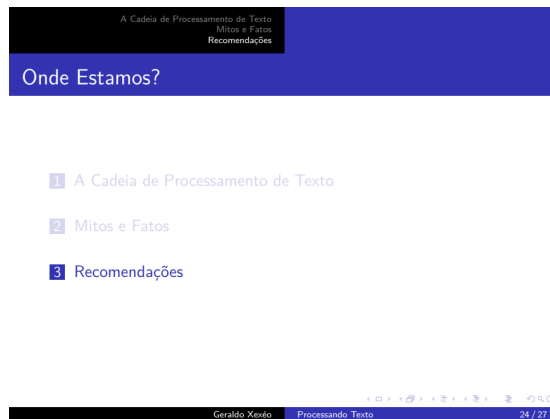 A Cadeia de Processamento de Texto
Mitos e Fatos
Recomendações
Onde Estamos?
1 A Cadeia de Processamento de Texto
2 Mitos e Fatos
3 Recomendações
Geraldo Xexéo Processando Texto 24 / 27